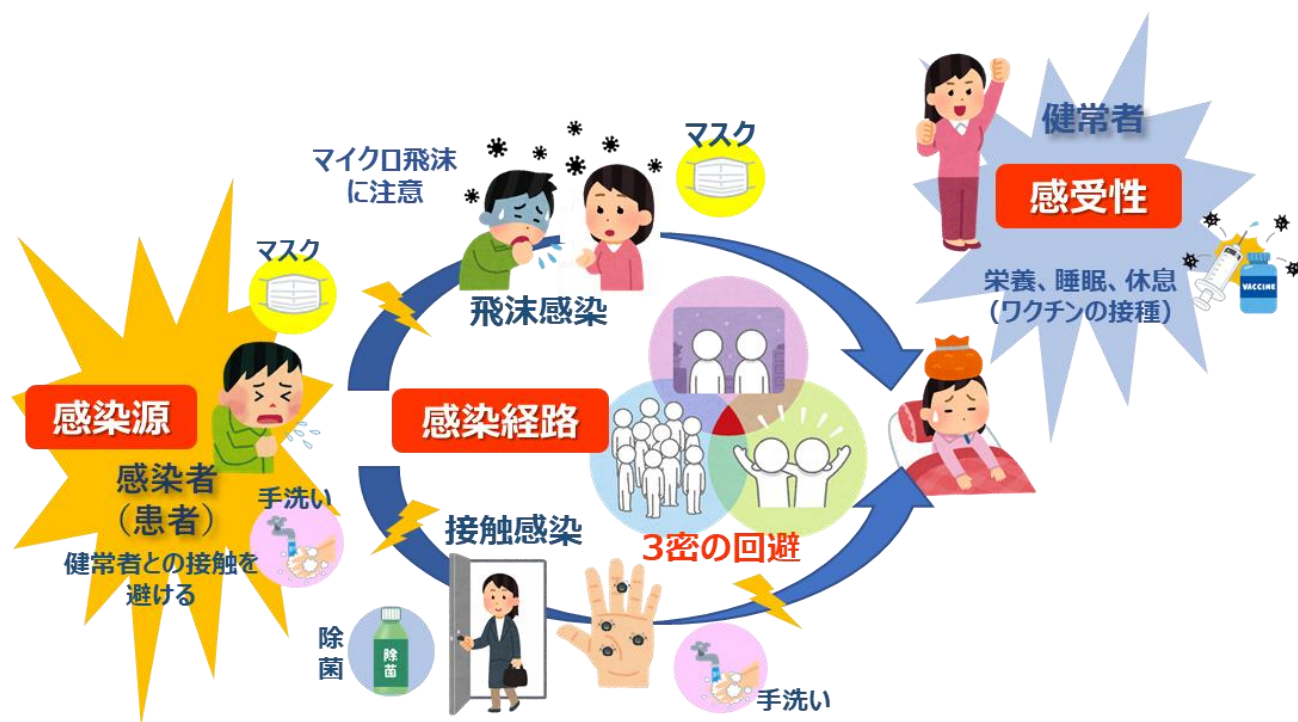 マスク
感染源
感染者
（患者）
健常者との接触を
避ける
手洗い
マイクロ飛沫
に注意
マスク
飛沫感染
感染経路
3密の回避
接触感染
除
菌
除
菌
手洗い
健常者
感受性
栄養、睡眠、休息
（ワクチンの接種）
VACCINE